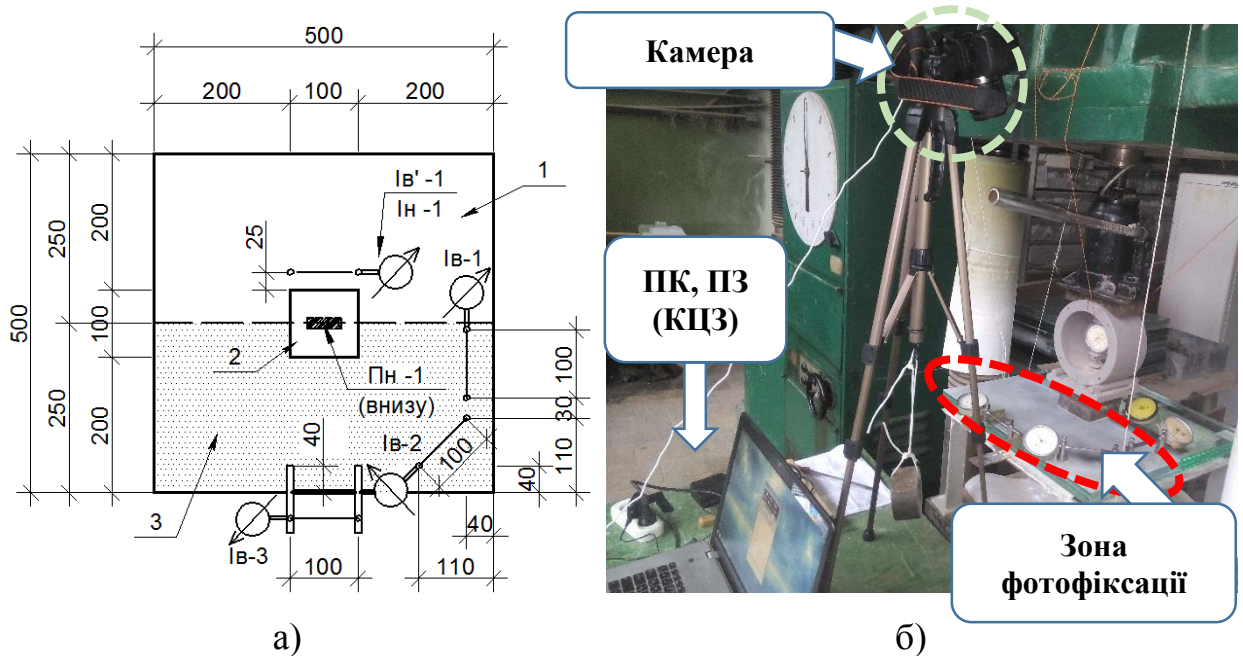 500
200
100
200
500
250
250
200
100
200
25
Ів' -1
Ін -1
1
Ів-1
2
Пн -1
(внизу)
Ів-2
100
100
30
110
40
40
3
Ів-3
100
110
40
а)
Камера
ПК, ПЗ
(КЦЗ)
Зона
фотофіксації
б)